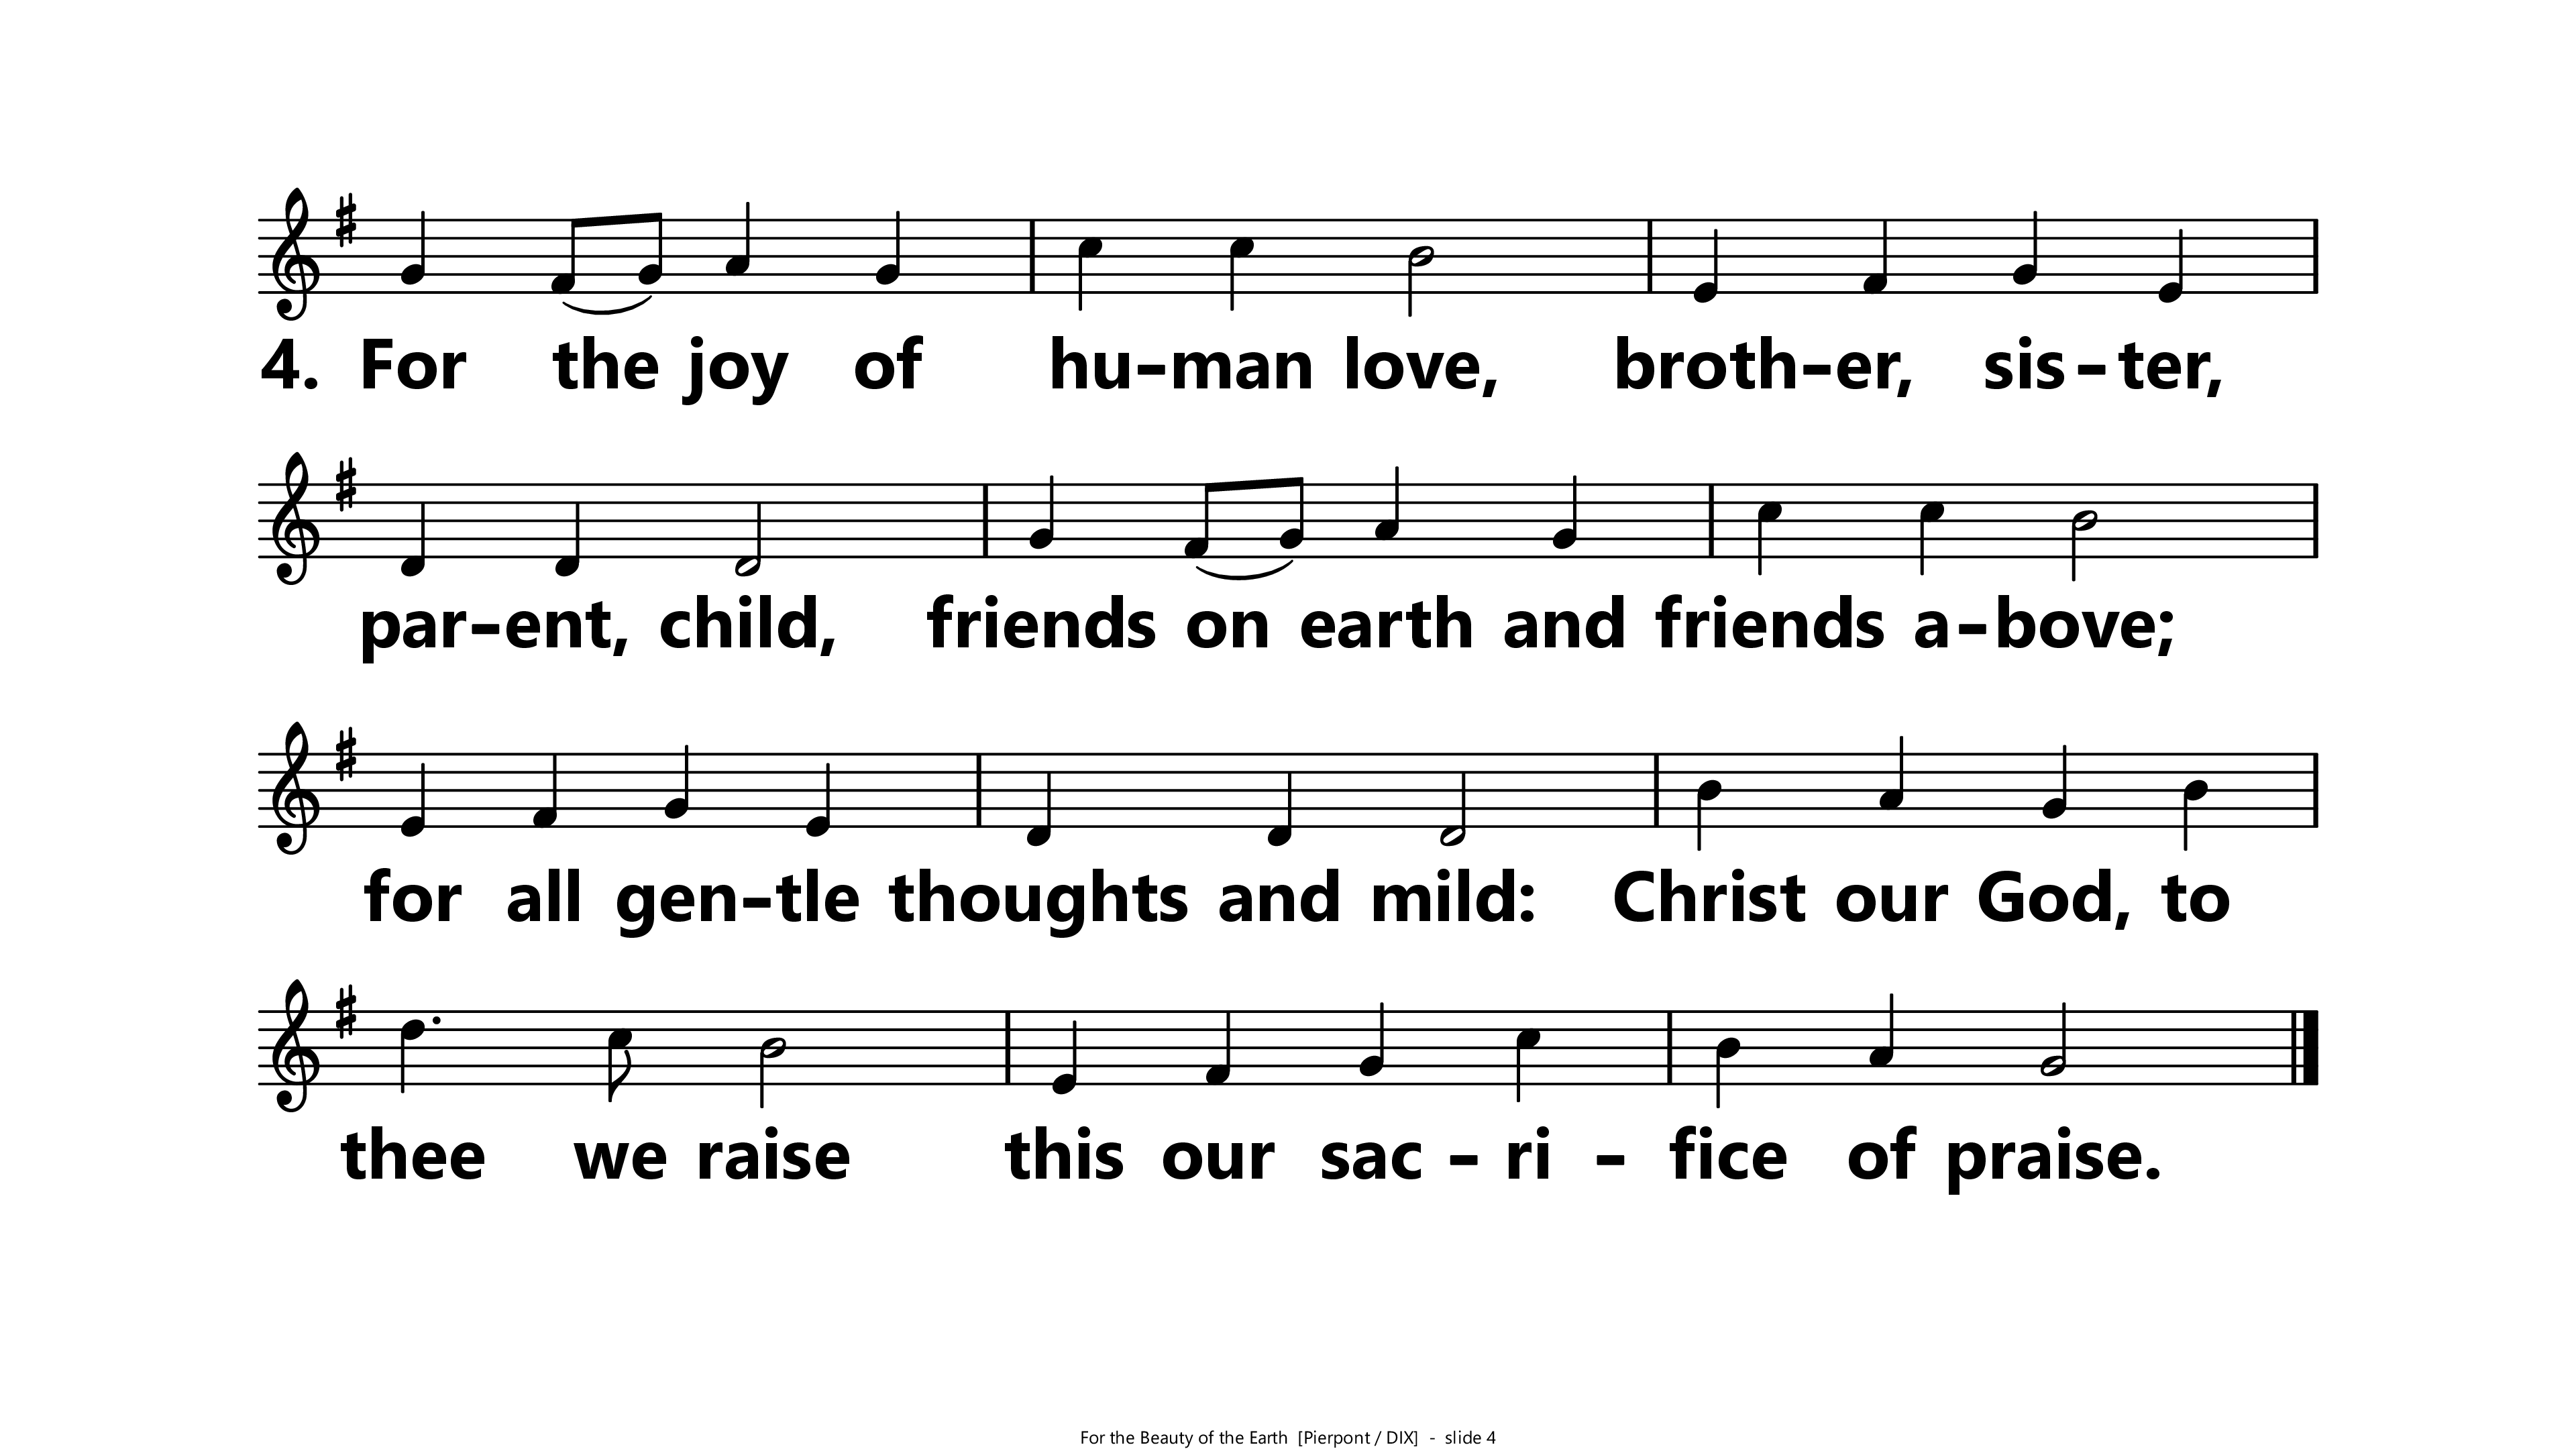 4. For the joy of hu-man love, broth-er, sis-ter,
par-ent, child, friends on earth and friends a-bove;
for all gen-tle thoughts and mild: Christ our God, to
thee we raise this our sac - ri - fice of praise.
For the Beauty of the Earth [Pierpont / DIX] - slide 4